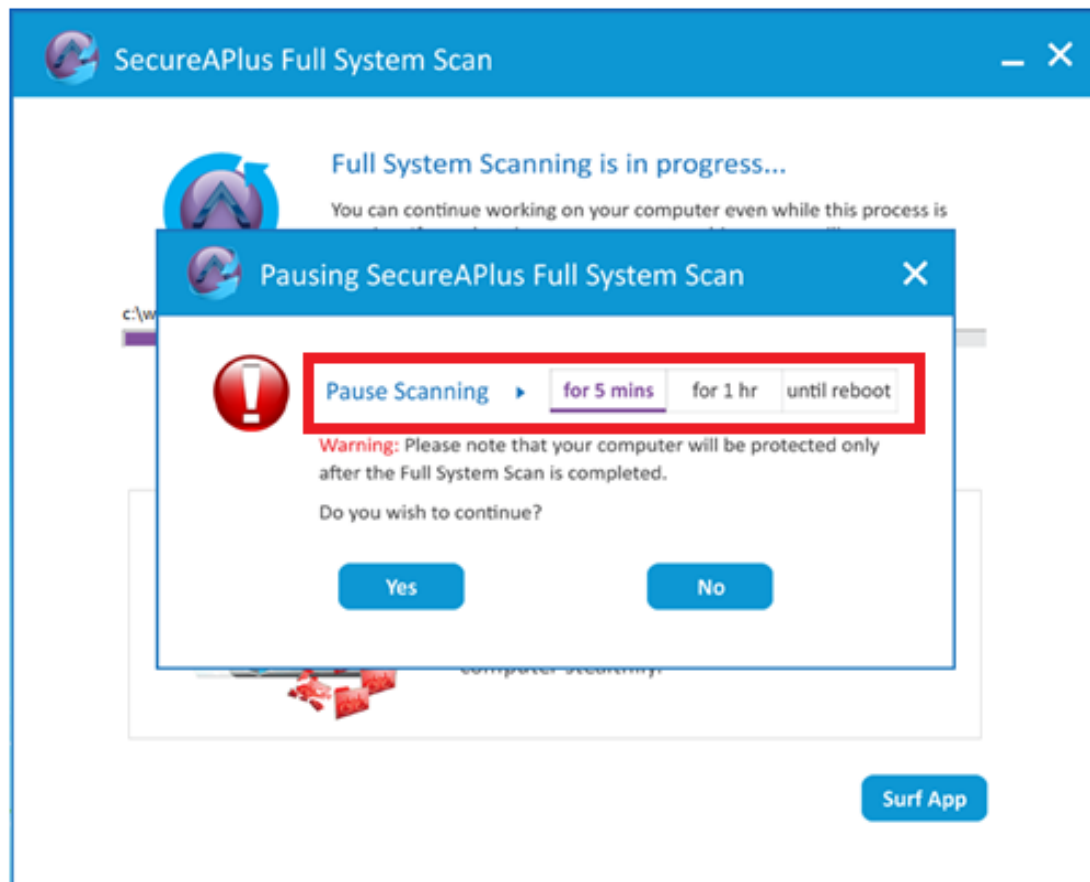 SecureAPlus Full System Scan
Full System Scanning is in progress...
You can continue working on your computer even while this process is
Pausing SecureAPlus Full System Scan
c:\w
Pause Scanning for 5 mins for 1 hr until reboot
Warning: Please note that your computer will be protected only
after the Full System Scan is completed.
Do you wish to continue?
Yes No
computer stealthily.
Surf App